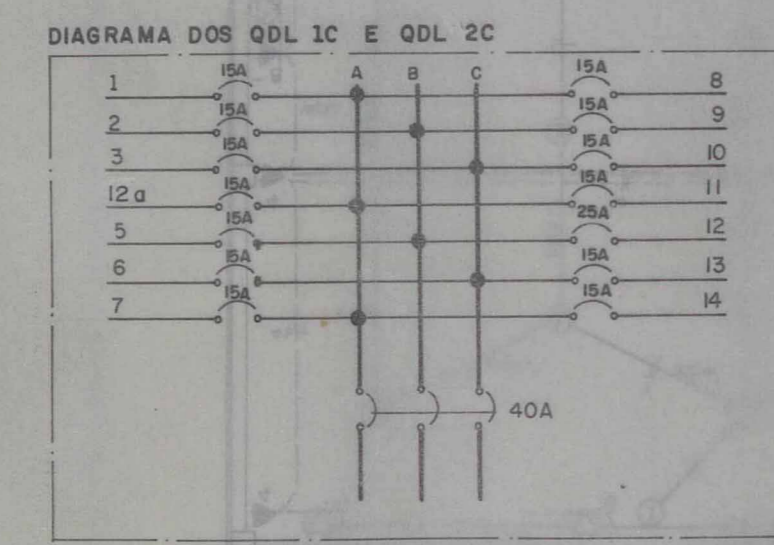 DIAGRAMA DOS QDL 1C E QDL 2C
A B C
1 15A 15A 8
2 15A 15A 9
3 15A 15A 10
12a 15A 15A 11
5 15A 25A 12
6 15A 15A 13
7 15A 15A 14
40A